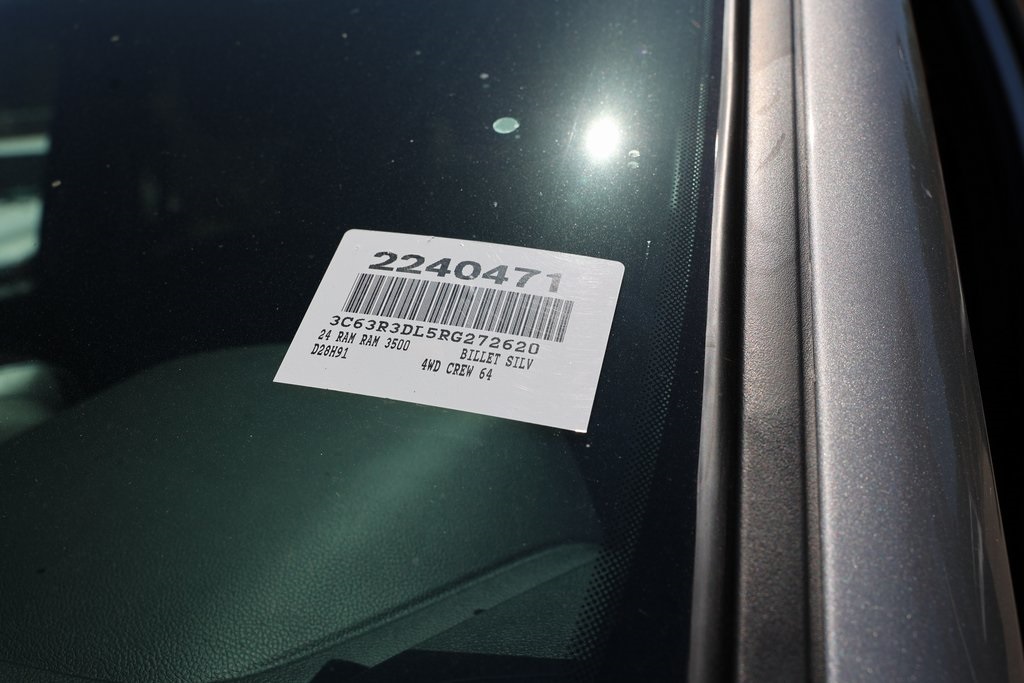 2240471
3C63R3DL5RG272620
24 RAM RAM 3500 BILLET SILV
D28H91 4WD CREW 64